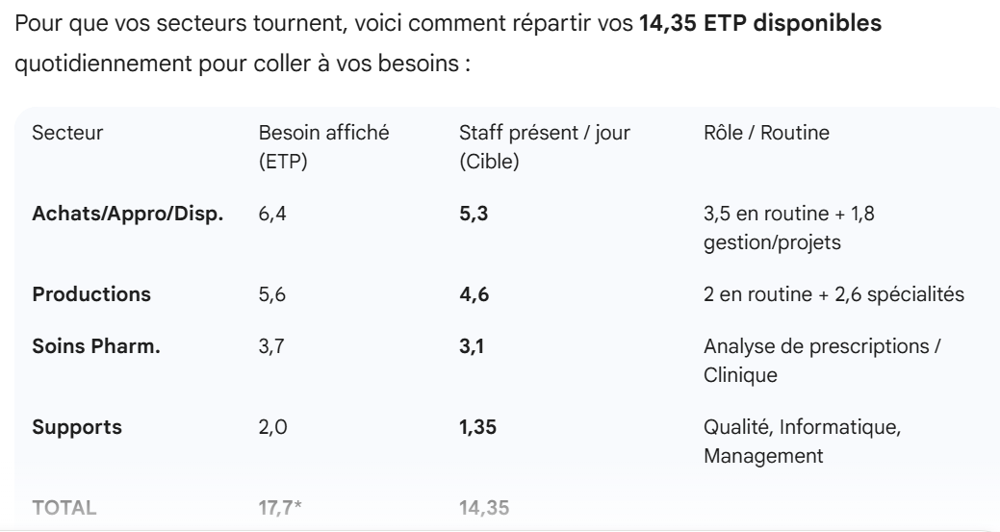 Pour que vos secteurs tournent, voici comment répartir vos 14,35 ETP disponibles
quotidiennement pour coller à vos besoins :
Secteur
Besoin affiché (ETP)
Staff présent / jour (Cible)
Rôle / Routine
Achats/Appro/Disp.
6,4
5,3
3,5 en routine + 1,8 gestion/projets
Productions
5,6
4,6
2 en routine + 2,6 spécialités
Soins Pharm.
3,7
3,1
Analyse de prescriptions / Clinique
Supports
2,0
1,35
Qualité, Informatique, Management
TOTAL
17,7*
14,35